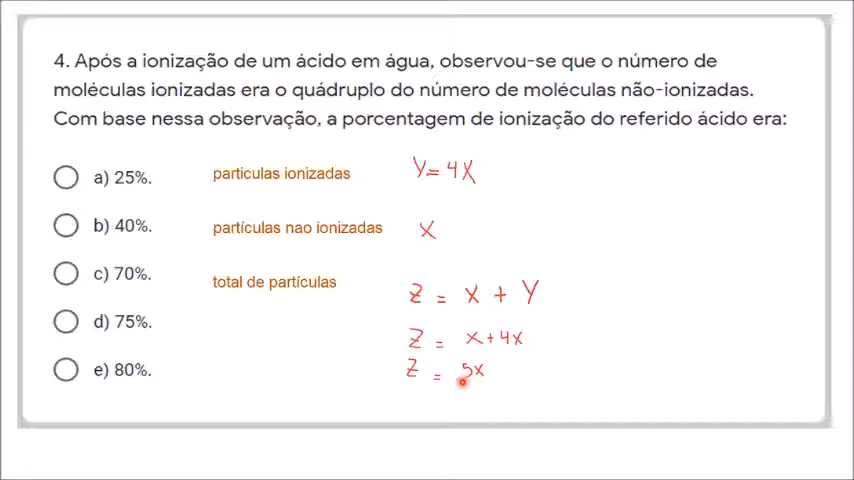 4. Após a ionização de um ácido em água, observou-se que o número de
moléculas ionizadas era o quádruplo do número de moléculas não-ionizadas.
Com base nessa observação, a porcentagem de ionização do referido ácido era:
a) 25%. particulas ionizadas Y = 4X
b) 40%. partículas nao ionizadas X
c) 70%. total de partículas Z = X + Y
d) 75%. Z = X + 4X
e) 80%. Z = 5X